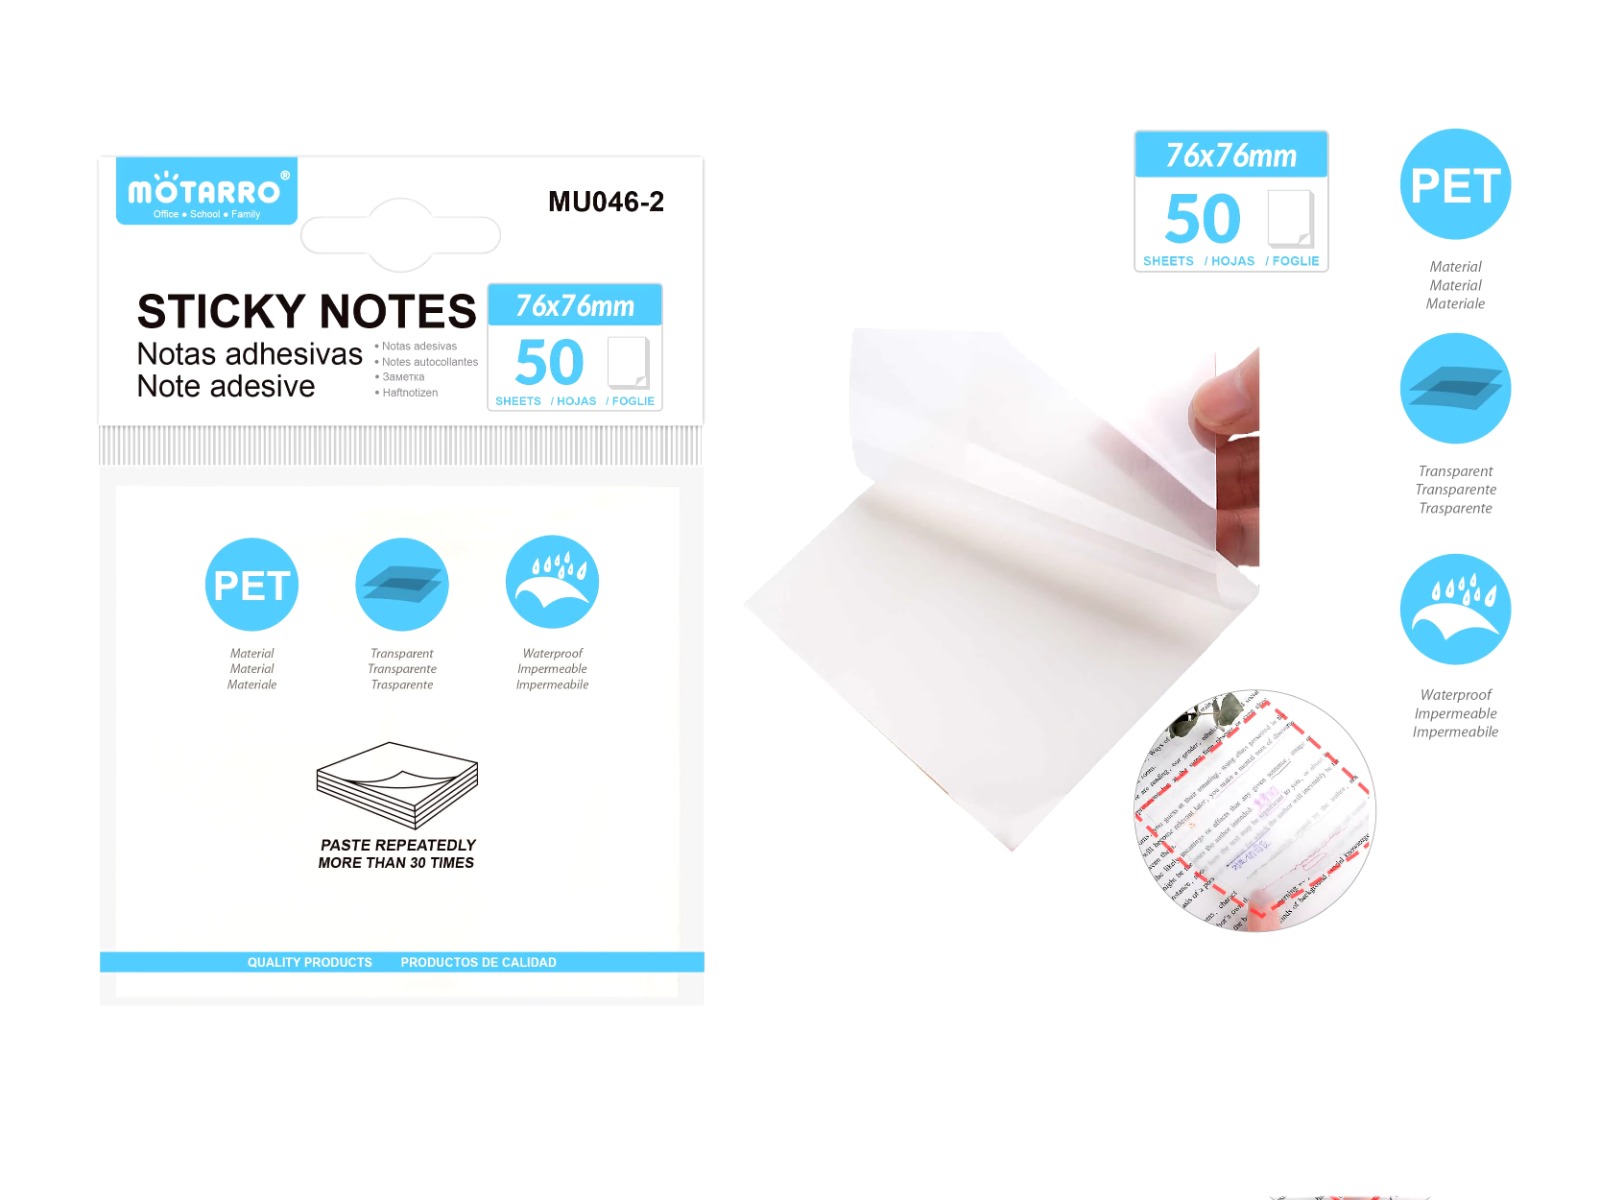 MOTARRO®
Office ● School ● Family
MU046-2
STICKY NOTES
Notas adhesivas
Note adesive
• Notas adesivas
• Notes autocollantes
• Заметка
• Haftnotizen
76x76mm
50
SHEETS / HOJAS / FOGLIE
PET
Material
Material
Materiale
Transparent
Transparente
Trasparente
Waterproof
Impermeable
Impermeabile
PASTE REPEATEDLY
MORE THAN 30 TIMES
QUALITY PRODUCTS PRODUCTOS DE CALIDAD
76x76mm
50
SHEETS / HOJAS / FOGLIE
PET
Material
Material
Materiale
Transparent
Transparente
Trasparente
Waterproof
Impermeable
Impermeabile